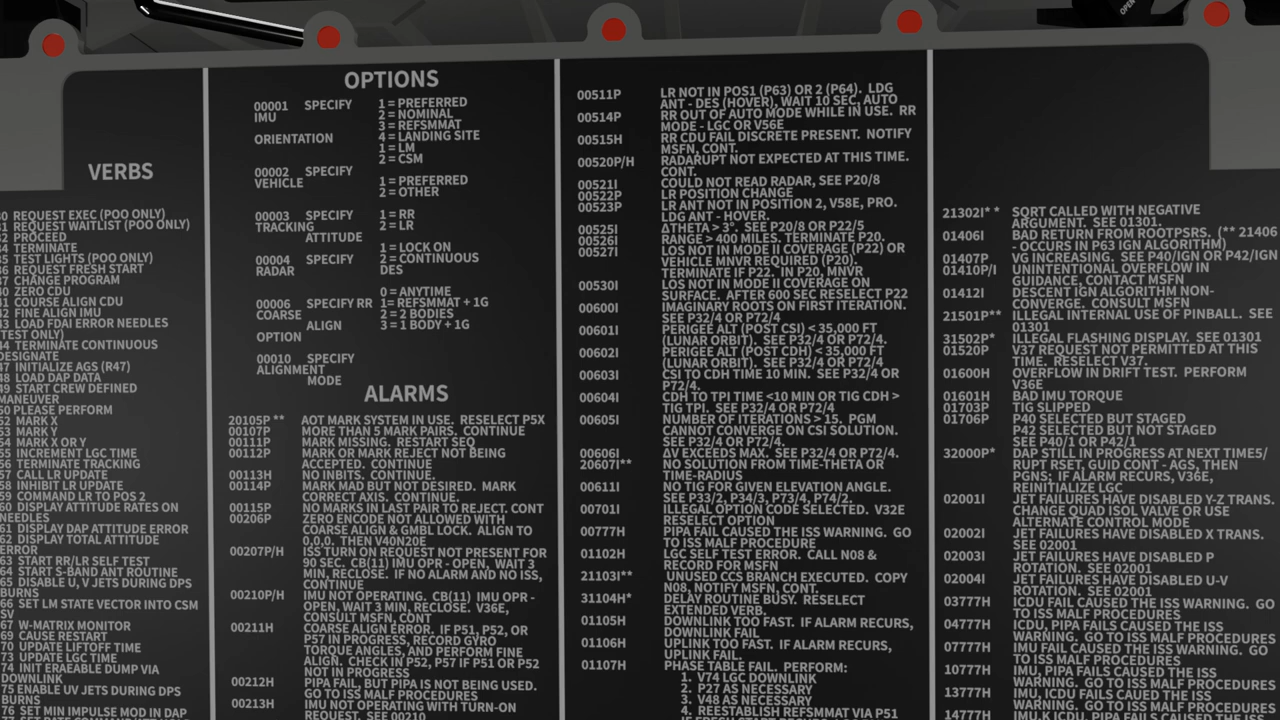 OPEN
VERBS
REQUEST EXEC (POO ONLY)
REQUEST WAITLIST (POO ONLY)
PROCEED
TERMINATE
TEST LIGHTS (POO ONLY)
REQUEST FRESH START
CHANGE PROGRAM
ZERO CDU
COURSE ALIGN CDU
FINE ALIGN IMU
LOAD FDAI ERROR NEEDLES
TEST ONLY)
TERMINATE CONTINUOUS
DESIGNATE
INITIALIZE AGS (R47)
LOAD DAP DATA
START CREW DEFINED
MANEUVER
PLEASE PERFORM
MARK X
MARK Y
MARK X OR Y
INCREMENT LGC TIME
TERMINATE TRACKING
CALL LR UPDATE
INHIBIT LR UPDATE
COMMAND LR TO POS 2
DISPLAY ATTITUDE RATES ON
NEEDLES
DISPLAY DAP ATTITUDE ERROR
DISPLAY TOTAL ATTITUDE
ERROR
63 START RR/LR SELF TEST
64 START S-BAND ANT ROUTINE
65 DISABLE U, V JETS DURING DPS
BURNS
66 SET LM STATE VECTOR INTO CSM
SV
67 W-MATRIX MONITOR
69 CAUSE RESTART
70 UPDATE LIFTOFF TIME
73 UPDATE LGC TIME
74 INIT ERAEABLE DUMP VIA
DOWNLINK
75 ENABLE UV JETS DURING DPS
BURNS
76 SET MIN IMPULSE MOD IN DAP
OPTIONS
00001 SPECIFY
IMU
ORIENTATION
1 = PREFERRED
2 = NOMINAL
3 = REFSMMAT
4 = LANDING SITE
1 = LM
2 = CSM
00002 SPECIFY
VEHICLE
1 = PREFERRED
2 = OTHER
00003 SPECIFY
TRACKING
ATTITUDE
1 = RR
2 = LR
00004 SPECIFY
RADAR
1 = LOCK ON
2 = CONTINUOUS
DES
00006 SPECIFY RR
COARSE
ALIGN
OPTION
0 = ANYTIME
1= REFSMMAT + 1G
2 = 2 BODIES
3 = 1 BODY + 1G
00010 SPECIFY
ALIGNMENT
MODE
ALARMS
20105P ** AOT MARK SYSTEM IN USE. RESELECT P5X
00107P MORE THAN 5 MARK PAIRS. CONTINUE
00111P MARK MISSING. RESTART SEQ
00112P MARK OR MARK REJECT NOT BEING
ACCEPTED. CONTINUE
00113H NO INBITS. CONTINUE.
00114P MARK MAD BUT NOT DESIRED. MARK
CORRECT AXIS. CONTINUE.
00115P NO MARKS IN LAST PAIR TO REJECT. CONT
00206P ZERO ENCODE NOT ALLOWED WITH
COARSE ALIGN & GMBL LOCK. ALIGN TO
0,0,0. THEN V40N20E
00207P/H ISS TURN ON REQUEST NOT PRESENT FOR
90 SEC. CB(11) IMU OPR - OPEN, WAIT 3
MIN, RECLOSE. IF NO ALARM AND NO ISS,
CONTINUE
00210P/H IMU NOT OPERATING. CB(11) IMU OPR -
OPEN, WAIT 3 MIN, RECLOSE. V36E,
CONSULT MSFN, CONT
00211H COARSE ALIGN ERROR. IF P51, P52, OR
P57 IN PROGRESS, RECORD GYRO
TORQUE ANGLES, AND PERFORM FINE
ALIGN. CHECK IN P52, P57 IF P51 OR P52
NOT IN PROGRESS
00212H PIPA FAIL, BUT PIPA IS NOT BEING USED.
GO TO ISS MALF PROCEDURES
00213H IMU NOT OPERATING WITH TURN-ON
REQUEST. SEE 00210
00511P LR NOT IN POS1 (P63) OR 2 (P64). LDG
ANT - DES (HOVER), WAIT 10 SEC, AUTO
00514P RR OUT OF AUTO MODE WHILE IN USE. RR
MODE - LGC OR V56E
00515H RR CDU FAIL DISCRETE PRESENT. NOTIFY
MSFN, CONT.
00520P/H RADARUPT NOT EXPECTED AT THIS TIME.
CONT.
00521I COULD NOT READ RADAR, SEE P20/8
00522P LR POSITION CHANGE
00523P LR ANT NOT IN POSITION 2, V58E, PRO.
LDG ANT - HOVER.
00525I ΔTHETA > 3°. SEE P20/8 OR P22/5
00526I RANGE > 400 MILES. TERMINATE P20.
00527I LOS NOT IN MODE II COVERAGE (P22) OR
VEHICLE MNVR REQUIRED (P20).
TERMINATE IF P22. IN P20, MNVR
00530I LOS NOT IN MODE II COVERAGE ON
SURFACE. AFTER 600 SEC RESELECT P22
00600I IMAGINARY ROOTS ON FIRST ITERATION.
SEE P32/4 OR P72/4
00601I PERIGEE ALT (POST CSI) < 35,000 FT
(LUNAR ORBIT). SEE P32/4 OR P72/4.
00602I PERIGEE ALT (POST CDH) < 35,000 FT
(LUNAR ORBIT). SEE P32/4 OR P72/4.
00603I CSI TO CDH TIME 10 MIN. SEE P32/4 OR
P72/4.
00604I CDH TO TPI TIME <10 MIN OR TIG CDH >
TIG TPI. SEE P32/4 OR P72/4
00605I NUMBER OF ITERATIONS > 15. PGM
CANNOT CONVERGE ON CSI SOLUTION.
SEE P32/4 OR P72/4.
00606I ΔV EXCEEDS MAX. SEE P32/4 OR P72/4.
20607I** NO SOLUTION FROM TIME-THETA OR
TIME-RADIUS
00611I NO TIG FOR GIVEN ELEVATION ANGLE.
SEE P33/2, P34/3, P73/4, P74/2.
00701I ILLEGAL OPTION CODE SELECTED. V32E
RESELECT OPTION
00777H PIPA FAIL CAUSED THE ISS WARNING. GO
TO ISS MALF PROCEDURE
01102H LGC SELF TEST ERROR. CALL N08 &
RECORD FOR MSFN
21103I** UNUSED CCS BRANCH EXECUTED. COPY
N08, NOTIFY MSFN, CONT.
31104H* DELAY ROUTINE BUSY. RESELECT
EXTENDED VERB.
01105H DOWNLINK TOO FAST. IF ALARM RECURS,
DOWNLINK FAIL
01106H UPLINK TOO FAST. IF ALARM RECURS,
UPLINK FAIL.
01107H PHASE TABLE FAIL. PERFORM:
1. V74 LGC DOWNLINK
2. P27 AS NECESSARY
3. V48 AS NECESSARY
4. REESTABLISH REFSMMAT VIA P51
21302I** SQRT CALLED WITH NEGATIVE
ARGUMENT. SEE 01301.
01406I BAD RETURN FROM ROOTPSRS. (** 21406
- OCCURS IN P63 IGN ALGORITHM)
01407P VG INCREASING. SEE P40/IGN OR P42/IGN
01410P/I UNINTENTIONAL OVERFLOW IN
GUIDANCE, CONTACT MSFN
01412I DESCENT IGN ALGORITHM NON-
CONVERGE. CONSULT MSFN
21501P** ILLEGAL INTERNAL USE OF PINBALL. SEE
01301
31502P* ILLEGAL FLASHING DISPLAY. SEE 01301
01520P V37 REQUEST NOT PERMITTED AT THIS
TIME. RESELECT V37.
01600H OVERFLOW IN DRIFT TEST. PERFORM
V36E
01601H BAD IMU TORQUE
01703P TIG SLIPPED
01706P P40 SELECTED BUT STAGED
P42 SELECTED BUT NOT STAGED
SEE P40/1 OR P42/1
32000P* DAP STILL IN PROGRESS AT NEXT TIME5/
RUPT RSET, GUID CONT - AGS, THEN
PGNS; IF ALARM RECURS, V36E,
REINITIALIZE LGC
02001I JET FAILURES HAVE DISABLED Y-Z TRANS.
CHANGE QUAD ISOL VALVE OR USE
ALTERNATE CONTROL MODE
02002I JET FAILURES HAVE DISABLED X TRANS.
SEE 02001
02003I JET FAILURES HAVE DISABLED P
ROTATION. SEE 02001
02004I JET FAILURES HAVE DISABLED U-V
ROTATION. SEE 02001
03777H ICDU FAIL CAUSED THE ISS WARNING. GO
TO ISS MALF PROCEDURES
04777H ICDU, PIPA FAILS CAUSED THE ISS
WARNING. GO TO ISS MALF PROCEDURES
07777H IMU FAIL CAUSED THE ISS WARNING. GO
TO ISS MALF PROCEDURES
10777H IMU, PIPA FAILS CAUSED THE ISS
WARNING. GO TO ISS MALF PROCEDURES
13777H IMU, ICDU FAILS CAUED THE ISS
WARNING. GO TO ISS MALF PROCEDURES
14777H